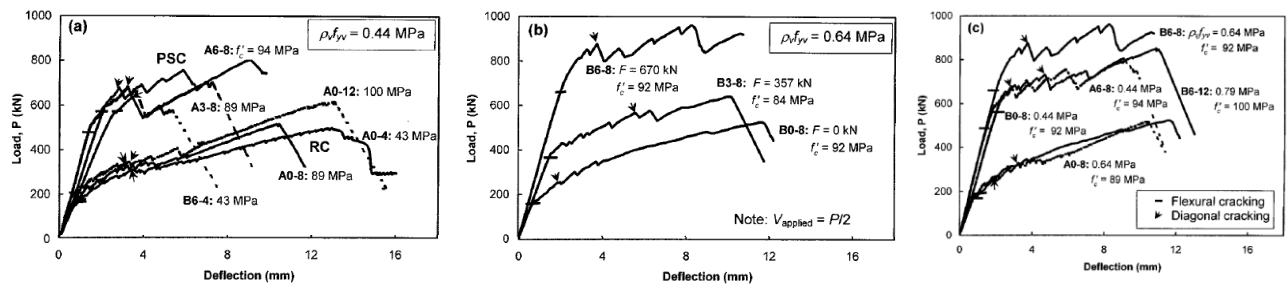 (a)
ρvfyv = 0.44 MPa
Load, P (kN)
1000
800
600
400
200
0
0 4 8 12 16
Deflection (mm)
PSC
A6-8: f'c = 94 MPa
A0-12: 100 MPa
A3-8: 89 MPa
A0-4: 43 MPa
RC
A0-8: 89 MPa
B6-4: 43 MPa
(b)
ρvfyv = 0.64 MPa
Load, P (kN)
1000
800
600
400
200
0
0 4 8 12 16
Deflection (mm)
B6-8: F = 670 kN
f'c = 92 MPa
B3-8: F = 357 kN
f'c = 84 MPa
B0-8: F = 0 kN
f'c = 92 MPa
Note: Vapplied = P/2
(c)
Load, P (kN)
1000
800
600
400
200
0
0 4 8 12 16
Deflection (mm)
B6-8: ρvfyv = 0.64 MPa
f'c = 92 MPa
A6-8: 0.44 MPa
f'c = 94 MPa
B6-12: 0.79 MPa
f'c = 100 MPa
B0-8: 0.44 MPa
f'c = 92 MPa
A0-8: 0.64 MPa
f'c = 89 MPa
Flexural cracking
Diagonal cracking